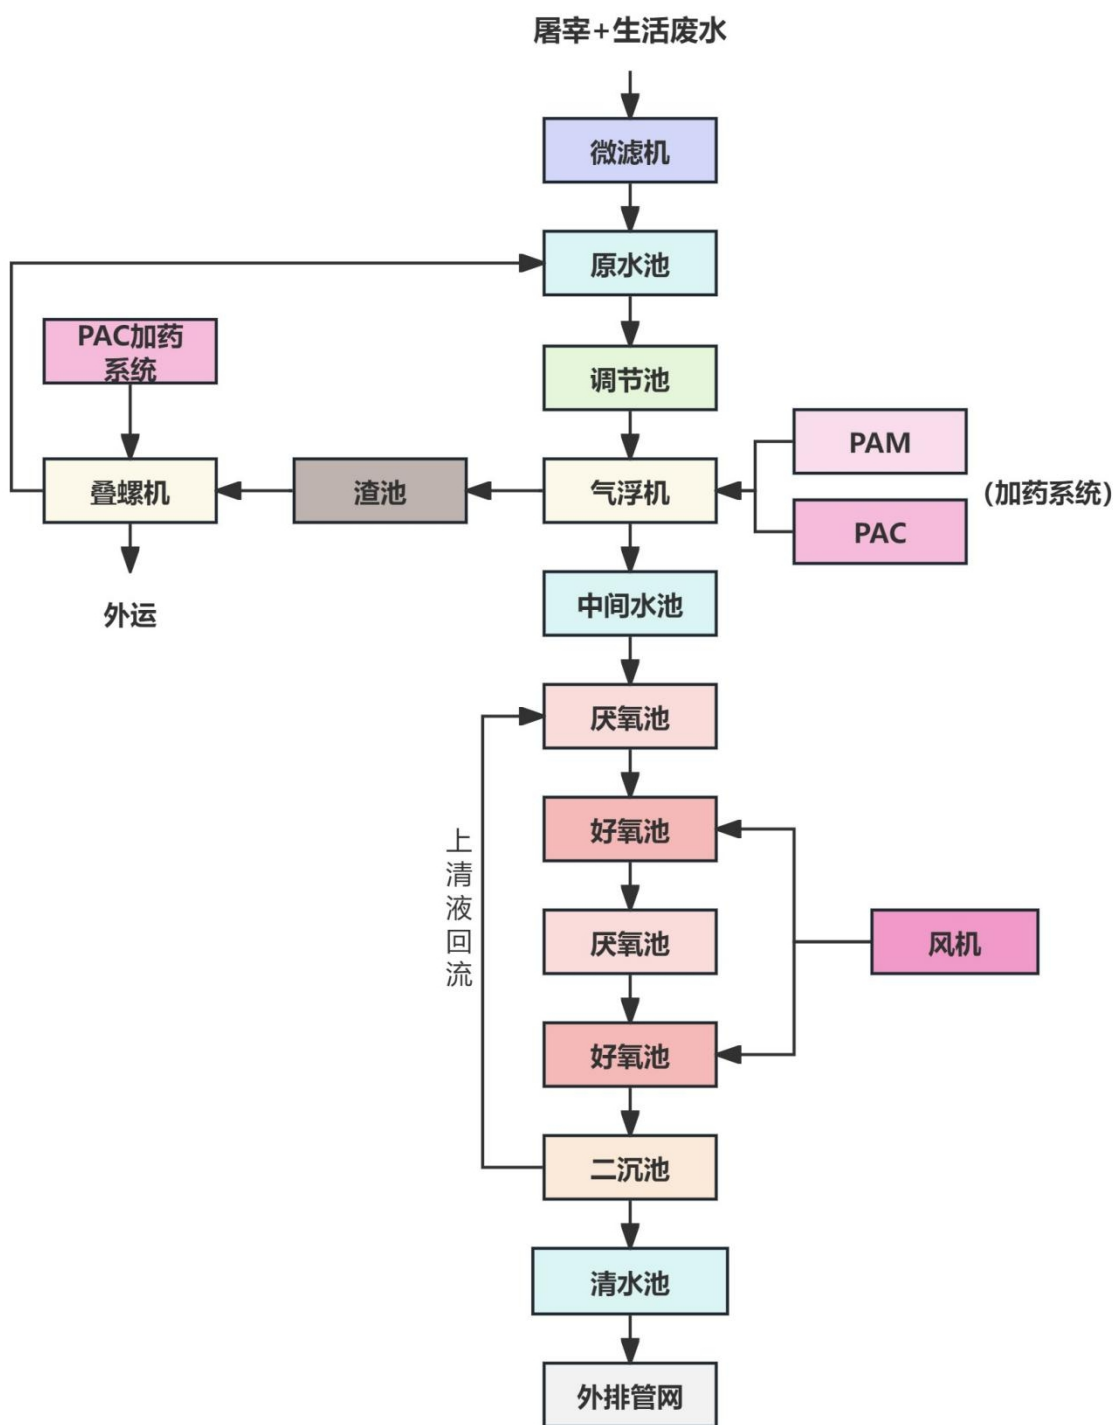 屠宰+生活废水
微滤机
原水池
PAC加药
系统
调节池
PAM
叠螺机
渣池
气浮机
(加药系统)
PAC
外运
中间水池
厌氧池
好氧池
上清液回流
厌氧池
风机
好氧池
二沉池
清水池
外排管网